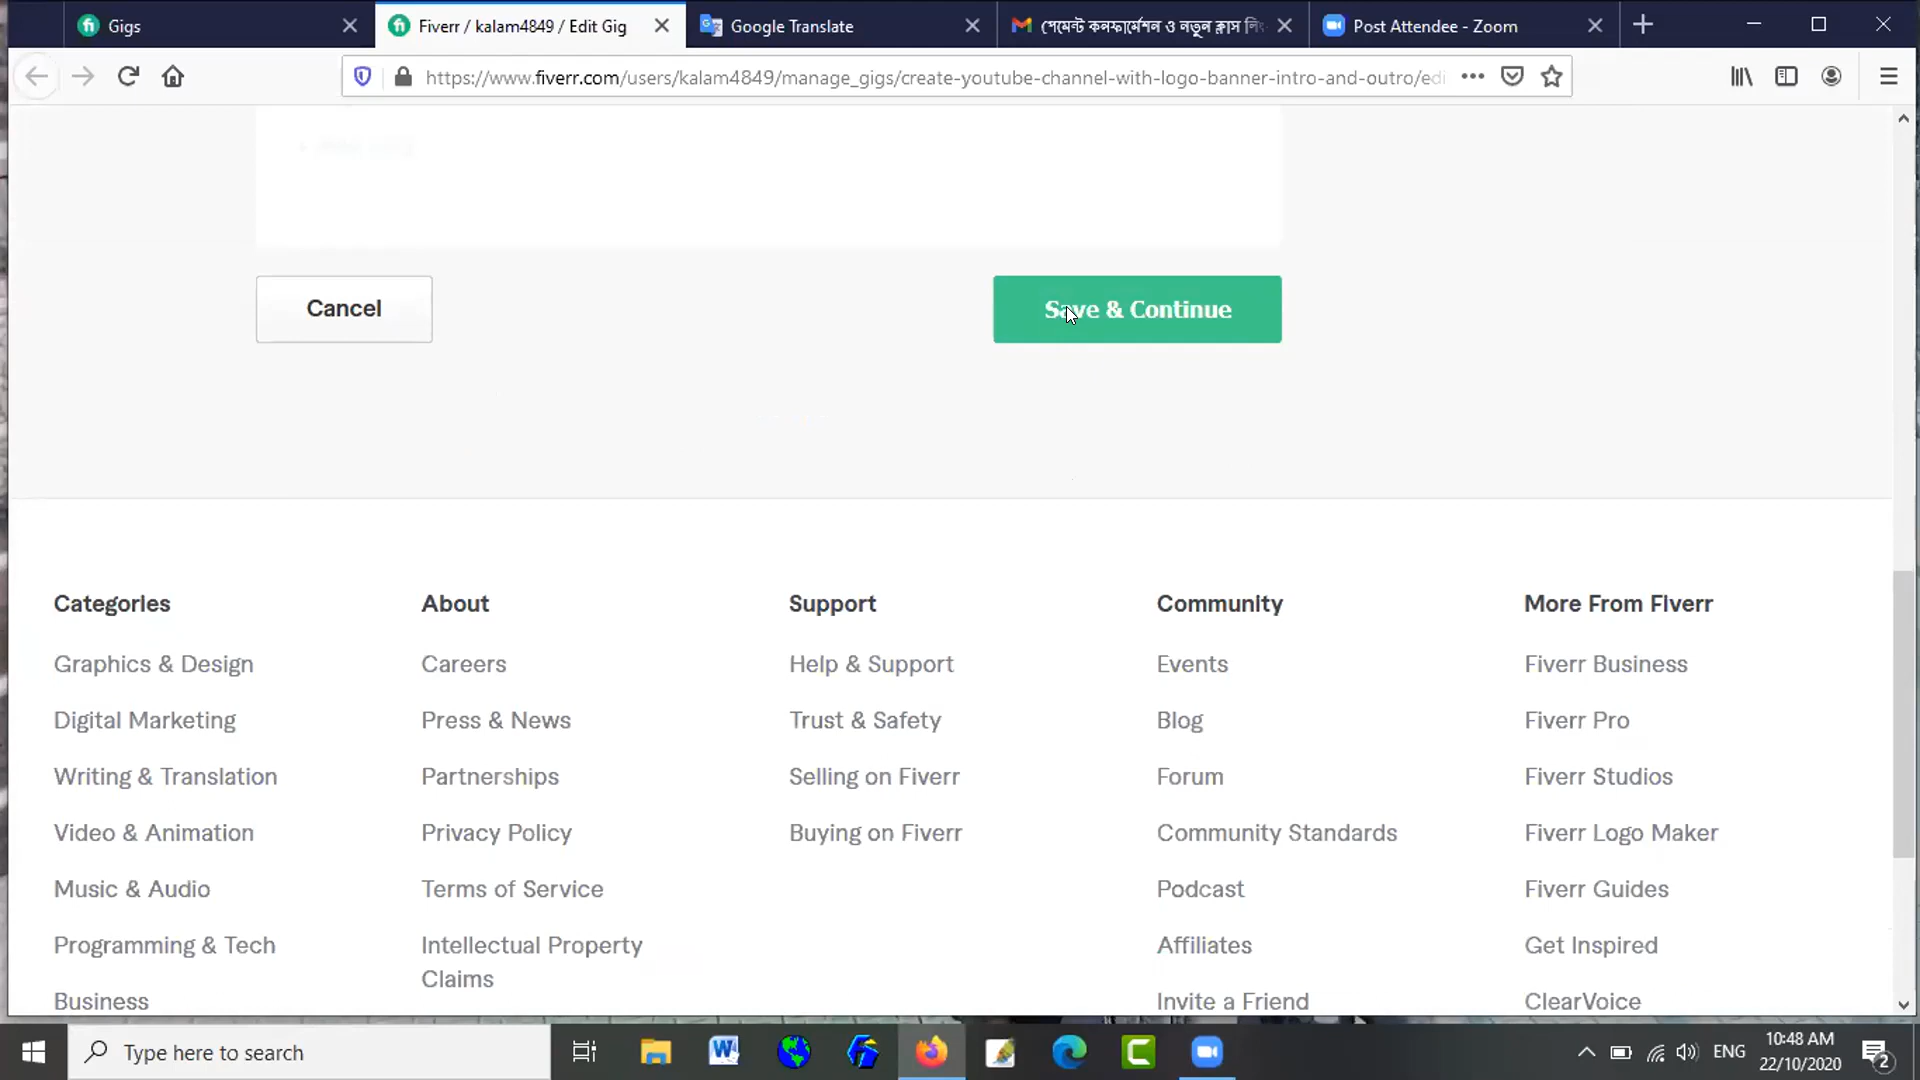 Gigs
Fiverr / kalam4849 / Edit Gig
Google Translate
পেমেন্ট কনফার্মেশন ও নতুন ক্লাস লিং
Post Attendee - Zoom
https://www.fiverr.com/users/kalam4849/manage_gigs/create-youtube-channel-with-logo-banner-intro-and-outro/edi
Cancel
Save & Continue
Categories
Graphics & Design
Digital Marketing
Writing & Translation
Video & Animation
Music & Audio
Programming & Tech
Business
About
Careers
Press & News
Partnerships
Privacy Policy
Terms of Service
Intellectual Property
Claims
Support
Help & Support
Trust & Safety
Selling on Fiverr
Buying on Fiverr
Community
Events
Blog
Forum
Community Standards
Podcast
Affiliates
Invite a Friend
More From Fiverr
Fiverr Business
Fiverr Pro
Fiverr Studios
Fiverr Logo Maker
Fiverr Guides
Get Inspired
ClearVoice
Type here to search
ENG
10:48 AM
22/10/2020
2